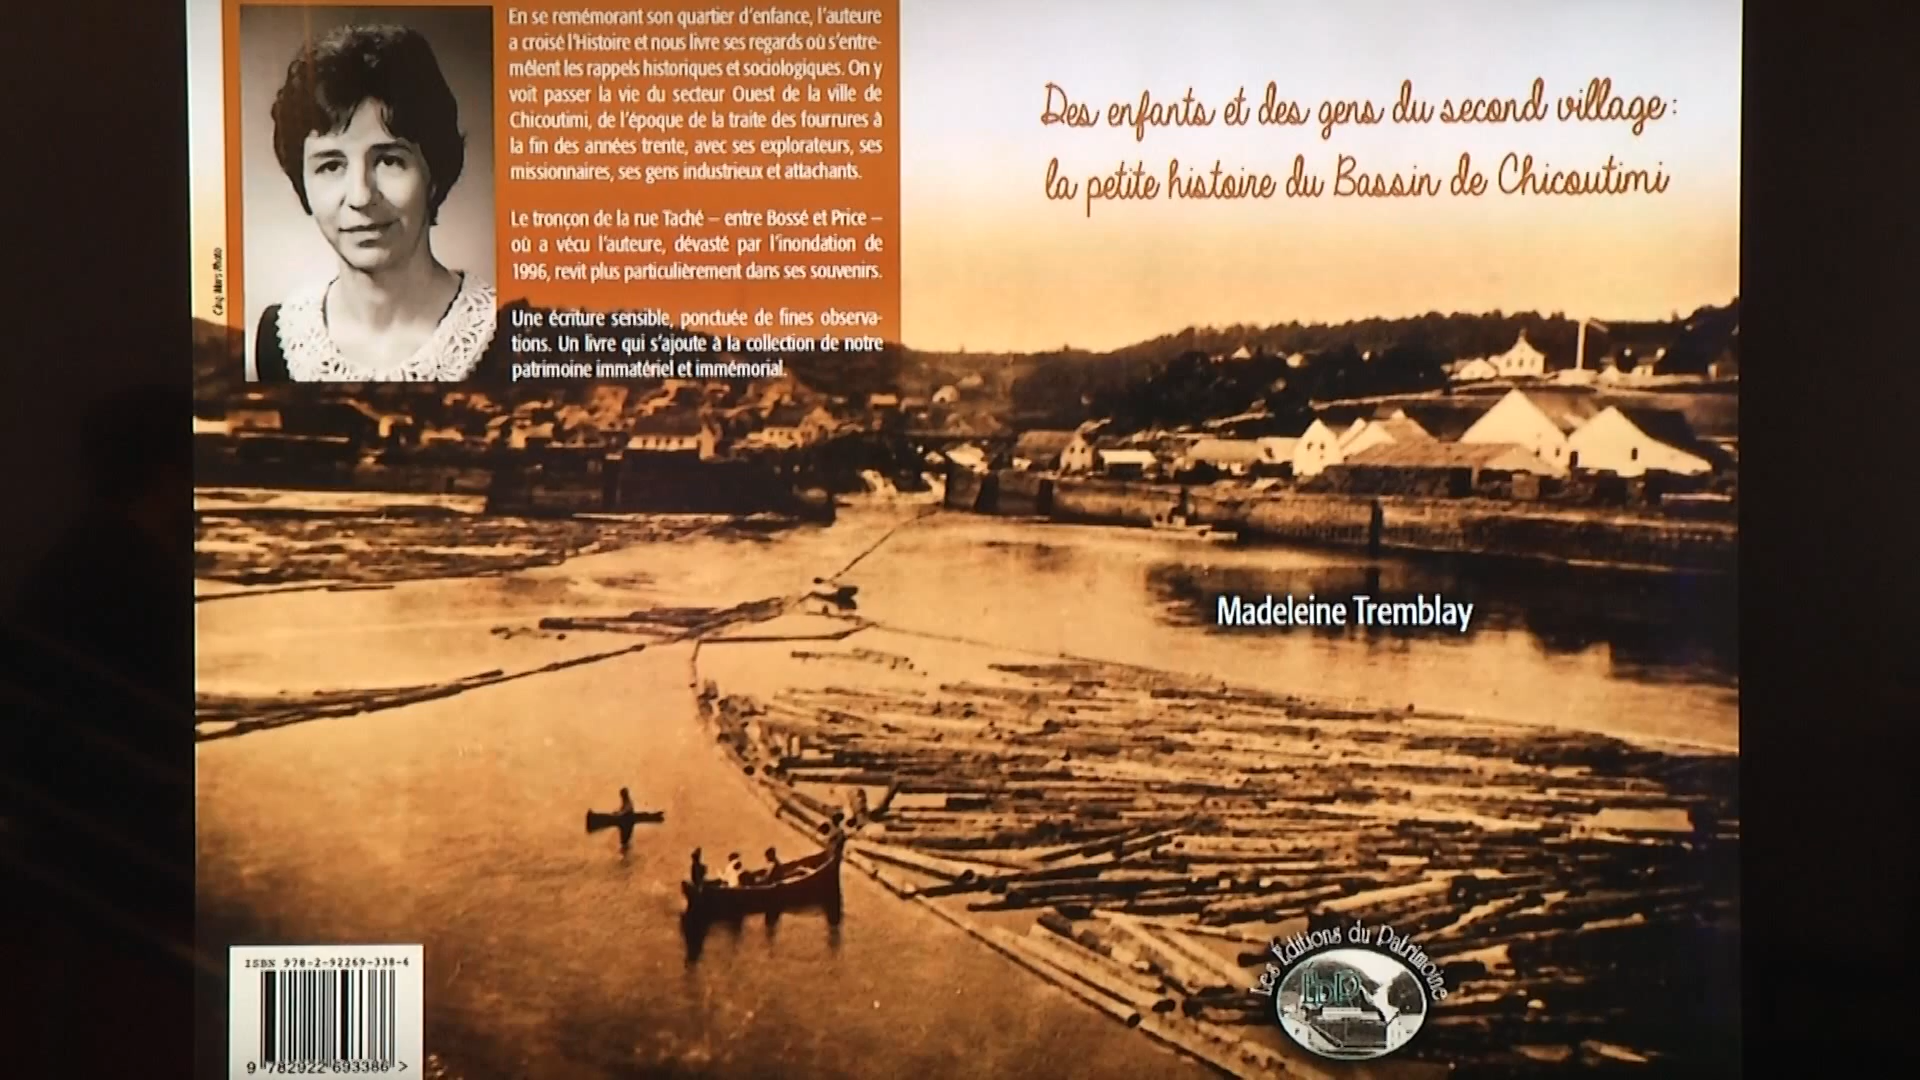 En se remémorant son quartier d'enfance, l'auteure
a croisé l'Histoire et nous livre ses regards où s'entre-
mêlent les rappels historiques et sociologiques. On y
voit passer la vie du secteur Ouest de la ville de
Chicoutimi, de l'époque de la traite des fourrures à
la fin des années trente, avec ses explorateurs, ses
missionnaires, ses gens industrieux et attachants.
Le tronçon de la rue Taché – entre Bossé et Price –
où a vécu l'auteure, dévasté par l'inondation de
1996, revit plus particulièrement dans ses souvenirs.
Une écriture sensible, ponctuée de fines observa-
tions. Un livre qui s'ajoute à la collection de notre
patrimoine immatériel et immémorial.
Cinq-Mars Photo
ISBN 978-2-92269-338-6
9 782922 693386 >
Des enfants et des gens du second village :
la petite histoire du Bassin de Chicoutimi
Madeleine Tremblay
Les Éditions du Patrimoine
EDP